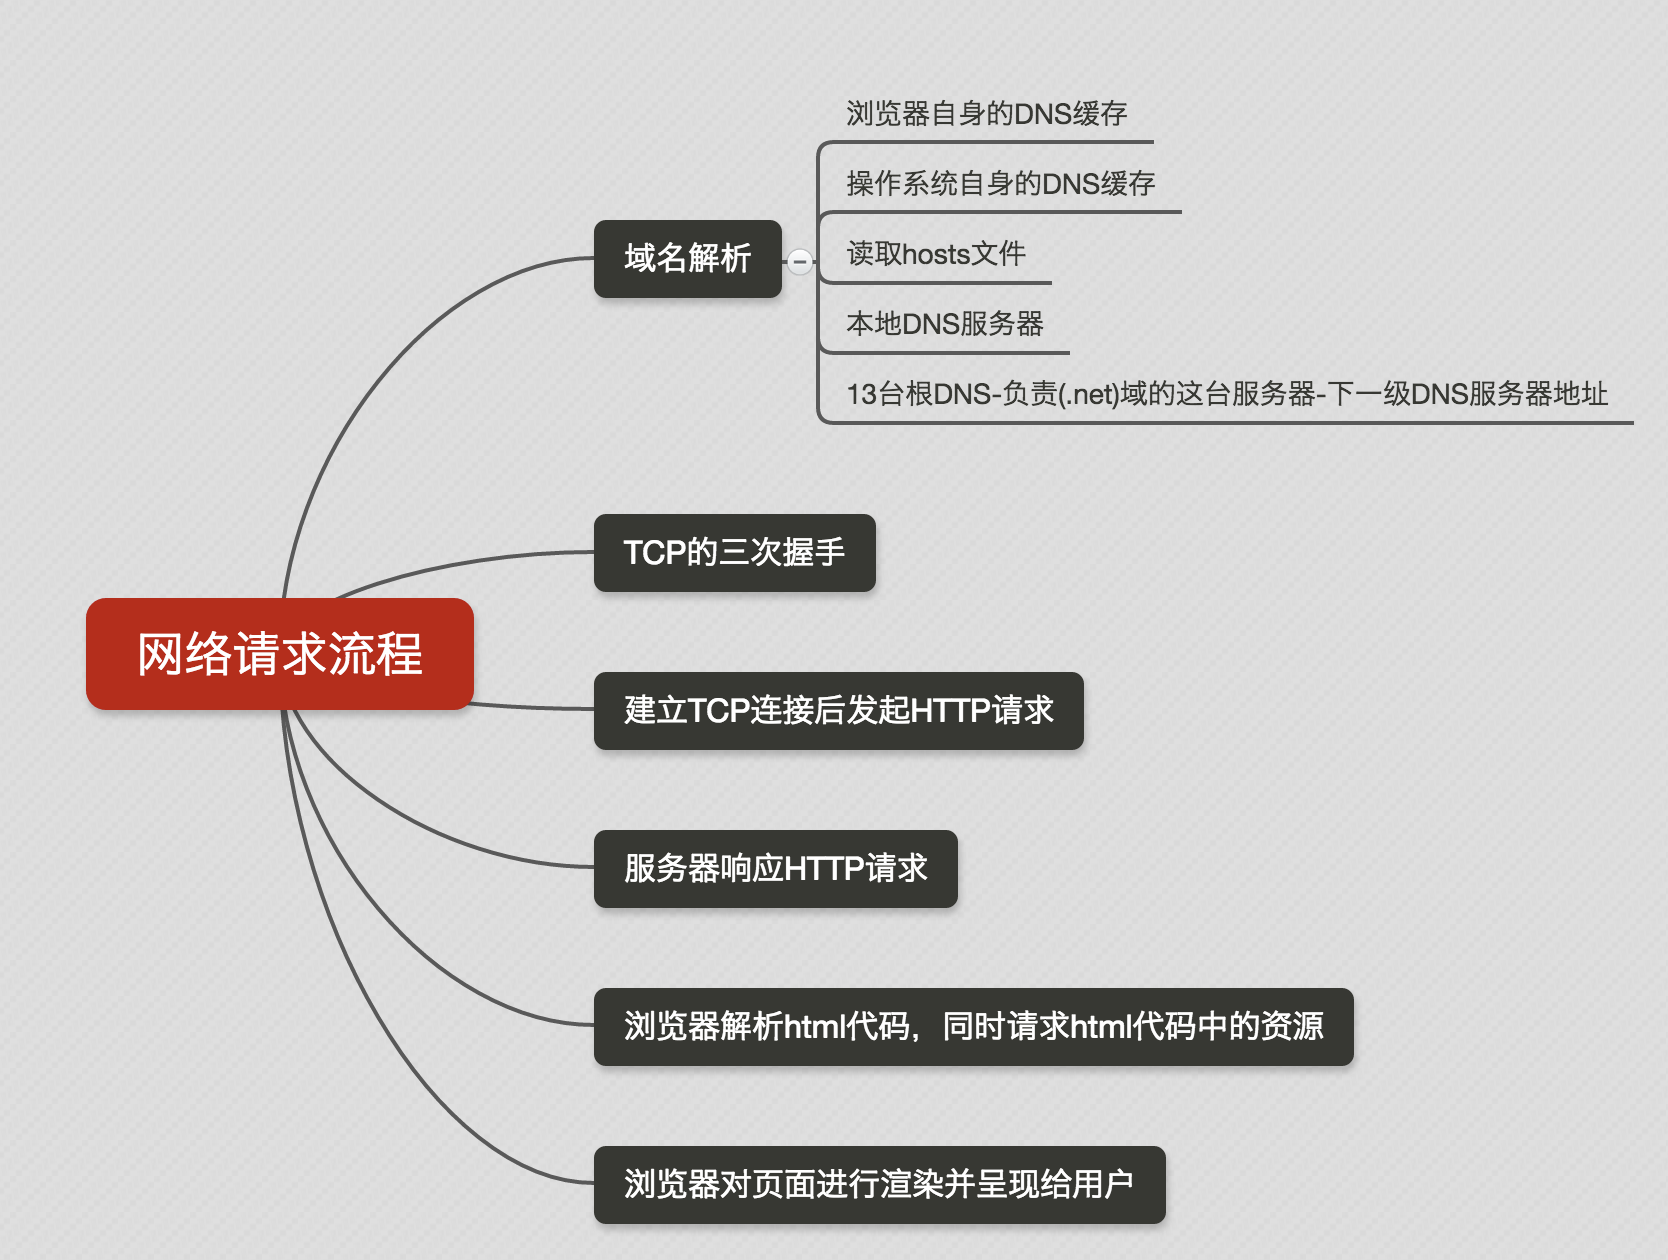 浏览器自身的DNS缓存
操作系统自身的DNS缓存
域名解析
读取hosts文件
本地DNS服务器
13台根DNS-负责(.net)域的这台服务器-下一级DNS服务器地址
TCP的三次握手
网络请求流程
建立TCP连接后发起HTTP请求
服务器响应HTTP请求
浏览器解析html代码，同时请求html代码中的资源
浏览器对页面进行渲染并呈现给用户